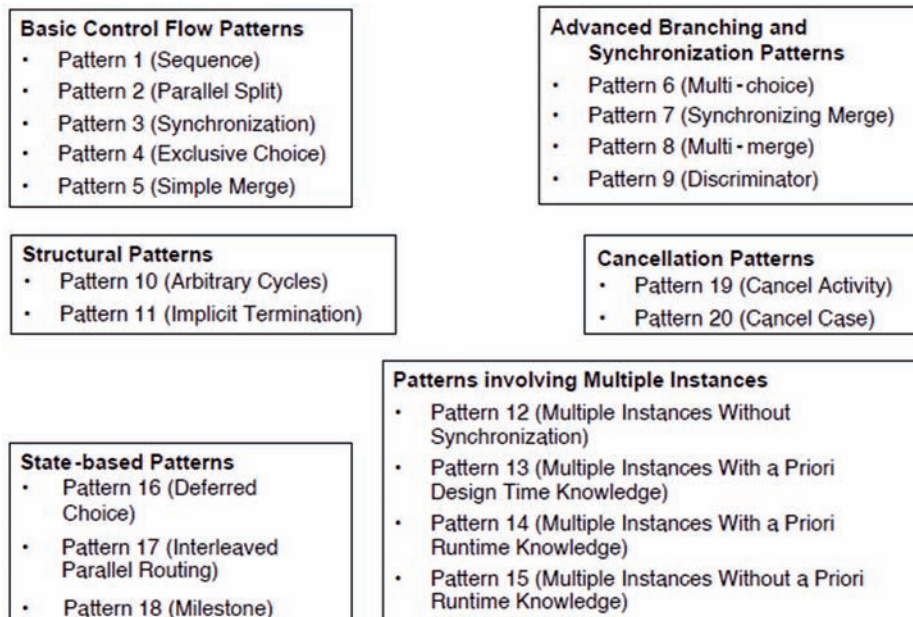 Basic Control Flow Patterns
• Pattern 1 (Sequence)
• Pattern 2 (Parallel Split)
• Pattern 3 (Synchronization)
• Pattern 4 (Exclusive Choice)
• Pattern 5 (Simple Merge)
Advanced Branching and
Synchronization Patterns
• Pattern 6 (Multi-choice)
• Pattern 7 (Synchronizing Merge)
• Pattern 8 (Multi-merge)
• Pattern 9 (Discriminator)
Structural Patterns
• Pattern 10 (Arbitrary Cycles)
• Pattern 11 (Implicit Termination)
Cancellation Patterns
• Pattern 19 (Cancel Activity)
• Pattern 20 (Cancel Case)
Patterns involving Multiple Instances
• Pattern 12 (Multiple Instances Without
Synchronization)
• Pattern 13 (Multiple Instances With a Priori
Design Time Knowledge)
• Pattern 14 (Multiple Instances With a Priori
Runtime Knowledge)
• Pattern 15 (Multiple Instances Without a Priori
Runtime Knowledge)
State-based Patterns
• Pattern 16 (Deferred
Choice)
• Pattern 17 (Interleaved
Parallel Routing)
• Pattern 18 (Milestone)